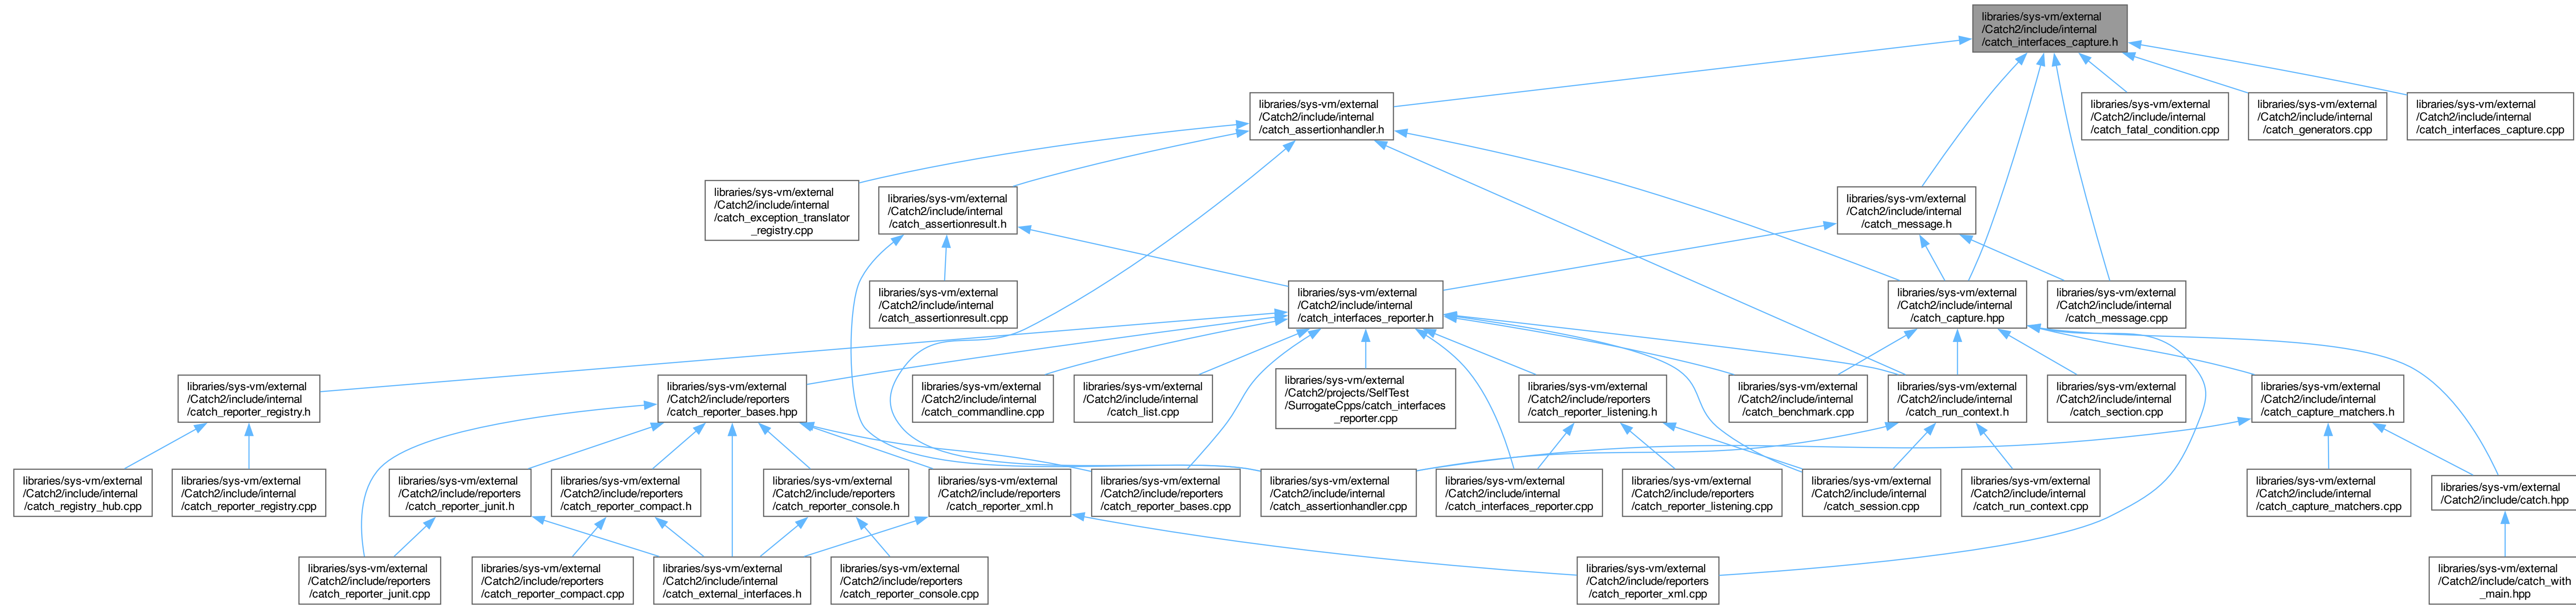 libraries/sys-vm/external
/Catch2/include/internal
/catch_interfaces_capture.h
libraries/sys-vm/external
/Catch2/include/internal
/catch_assertionhandler.h
libraries/sys-vm/external
/Catch2/include/internal
/catch_fatal_condition.cpp
libraries/sys-vm/external
/Catch2/include/internal
/catch_generators.cpp
libraries/sys-vm/external
/Catch2/include/internal
/catch_interfaces_capture.cpp
libraries/sys-vm/external
/Catch2/include/internal
/catch_exception_translator
_registry.cpp
libraries/sys-vm/external
/Catch2/include/internal
/catch_assertionresult.h
libraries/sys-vm/external
/Catch2/include/internal
/catch_message.h
libraries/sys-vm/external
/Catch2/include/internal
/catch_assertionresult.cpp
libraries/sys-vm/external
/Catch2/include/internal
/catch_interfaces_reporter.h
libraries/sys-vm/external
/Catch2/include/internal
/catch_capture.hpp
libraries/sys-vm/external
/Catch2/include/internal
/catch_message.cpp
libraries/sys-vm/external
/Catch2/include/internal
/catch_reporter_registry.h
libraries/sys-vm/external
/Catch2/include/reporters
/catch_reporter_bases.hpp
libraries/sys-vm/external
/Catch2/include/internal
/catch_commandline.cpp
libraries/sys-vm/external
/Catch2/include/internal
/catch_list.cpp
libraries/sys-vm/external
/Catch2/projects/SelfTest
/SurrogateCpps/catch_interfaces
_reporter.cpp
libraries/sys-vm/external
/Catch2/include/reporters
/catch_reporter_listening.h
libraries/sys-vm/external
/Catch2/include/internal
/catch_benchmark.cpp
libraries/sys-vm/external
/Catch2/include/internal
/catch_run_context.h
libraries/sys-vm/external
/Catch2/include/internal
/catch_section.cpp
libraries/sys-vm/external
/Catch2/include/internal
/catch_capture_matchers.h
libraries/sys-vm/external
/Catch2/include/internal
/catch_registry_hub.cpp
libraries/sys-vm/external
/Catch2/include/internal
/catch_reporter_registry.cpp
libraries/sys-vm/external
/Catch2/include/reporters
/catch_reporter_junit.h
libraries/sys-vm/external
/Catch2/include/reporters
/catch_reporter_compact.h
libraries/sys-vm/external
/Catch2/include/reporters
/catch_reporter_console.h
libraries/sys-vm/external
/Catch2/include/reporters
/catch_reporter_xml.h
libraries/sys-vm/external
/Catch2/include/reporters
/catch_reporter_bases.cpp
libraries/sys-vm/external
/Catch2/include/internal
/catch_assertionhandler.cpp
libraries/sys-vm/external
/Catch2/include/internal
/catch_interfaces_reporter.cpp
libraries/sys-vm/external
/Catch2/include/reporters
/catch_reporter_listening.cpp
libraries/sys-vm/external
/Catch2/include/internal
/catch_session.cpp
libraries/sys-vm/external
/Catch2/include/internal
/catch_run_context.cpp
libraries/sys-vm/external
/Catch2/include/internal
/catch_capture_matchers.cpp
libraries/sys-vm/external
/Catch2/include/catch.hpp
libraries/sys-vm/external
/Catch2/include/reporters
/catch_reporter_junit.cpp
libraries/sys-vm/external
/Catch2/include/reporters
/catch_reporter_compact.cpp
libraries/sys-vm/external
/Catch2/include/internal
/catch_external_interfaces.h
libraries/sys-vm/external
/Catch2/include/reporters
/catch_reporter_console.cpp
libraries/sys-vm/external
/Catch2/include/reporters
/catch_reporter_xml.cpp
libraries/sys-vm/external
/Catch2/include/catch_with
_main.hpp